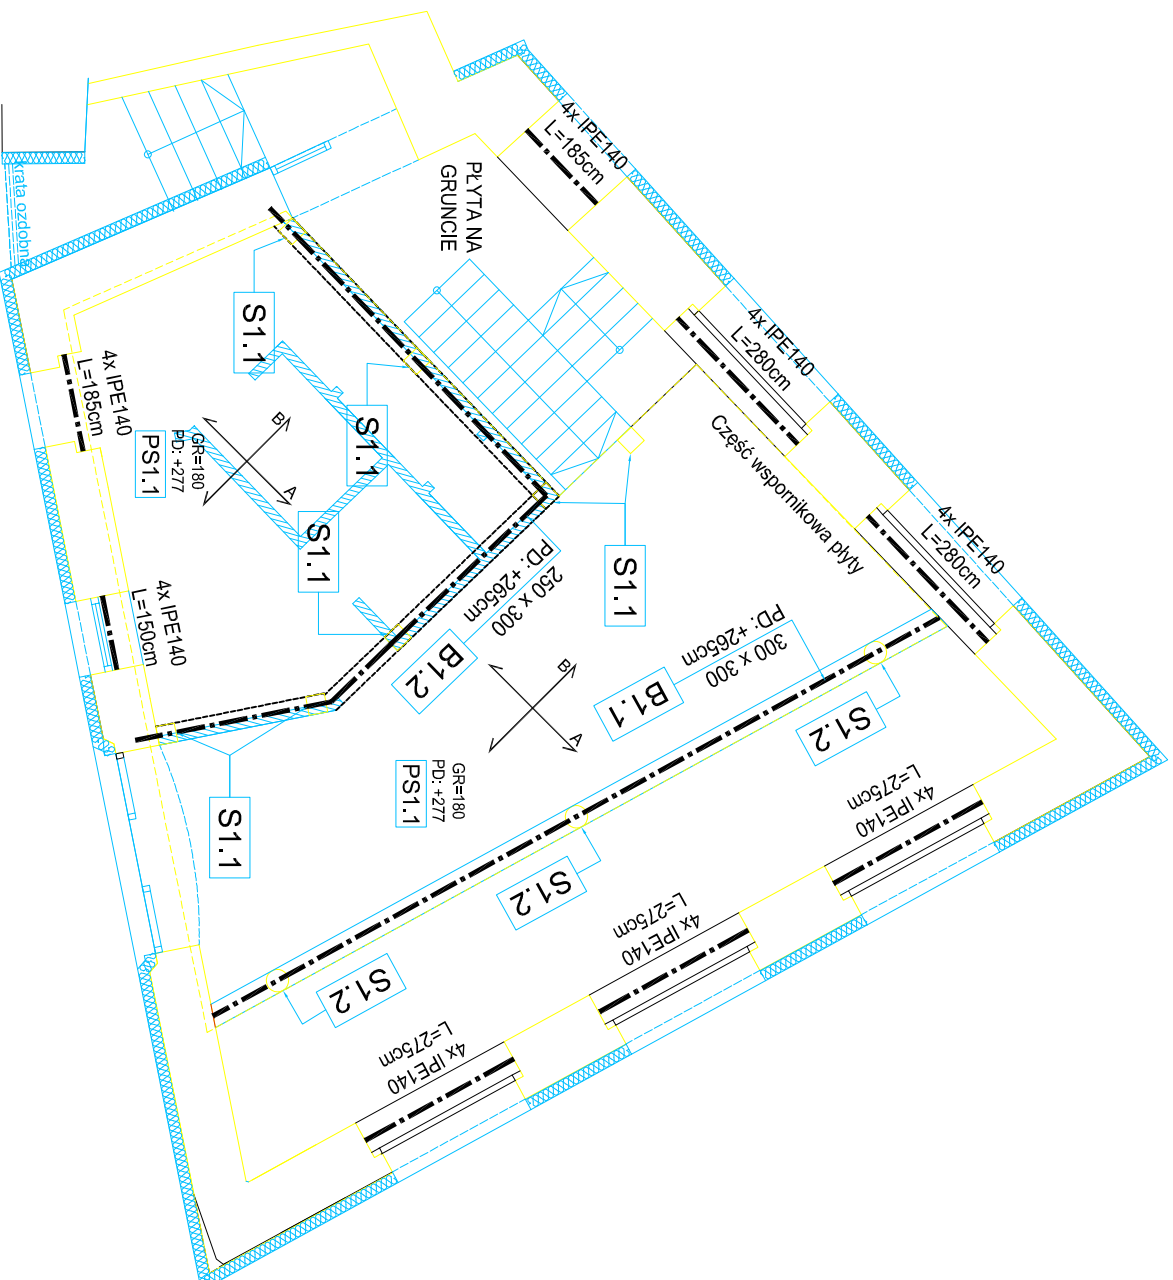 4x IPE140
L=185cm
PŁYTA NA
GRUNCIE
krata ozdobna
4x IPE140
L=280cm
S1.1
4x IPE140
L=185cm
S1.1
B
A
GR=180
PD: +277
PS1.1
Część wspornikowa płyty
4x IPE140
L=280cm
S1.1
S1.1
250 x 300
PD: +265cm
B1.2
4x IPE140
L=150cm
300 x 300
PD: +265cm
B1.1
B
A
S1.2
GR=180
PD: +277
PS1.1
S1.1
4x IPE140
L=275cm
S1.2
4x IPE140
L=275cm
S1.2
4x IPE140
L=275cm